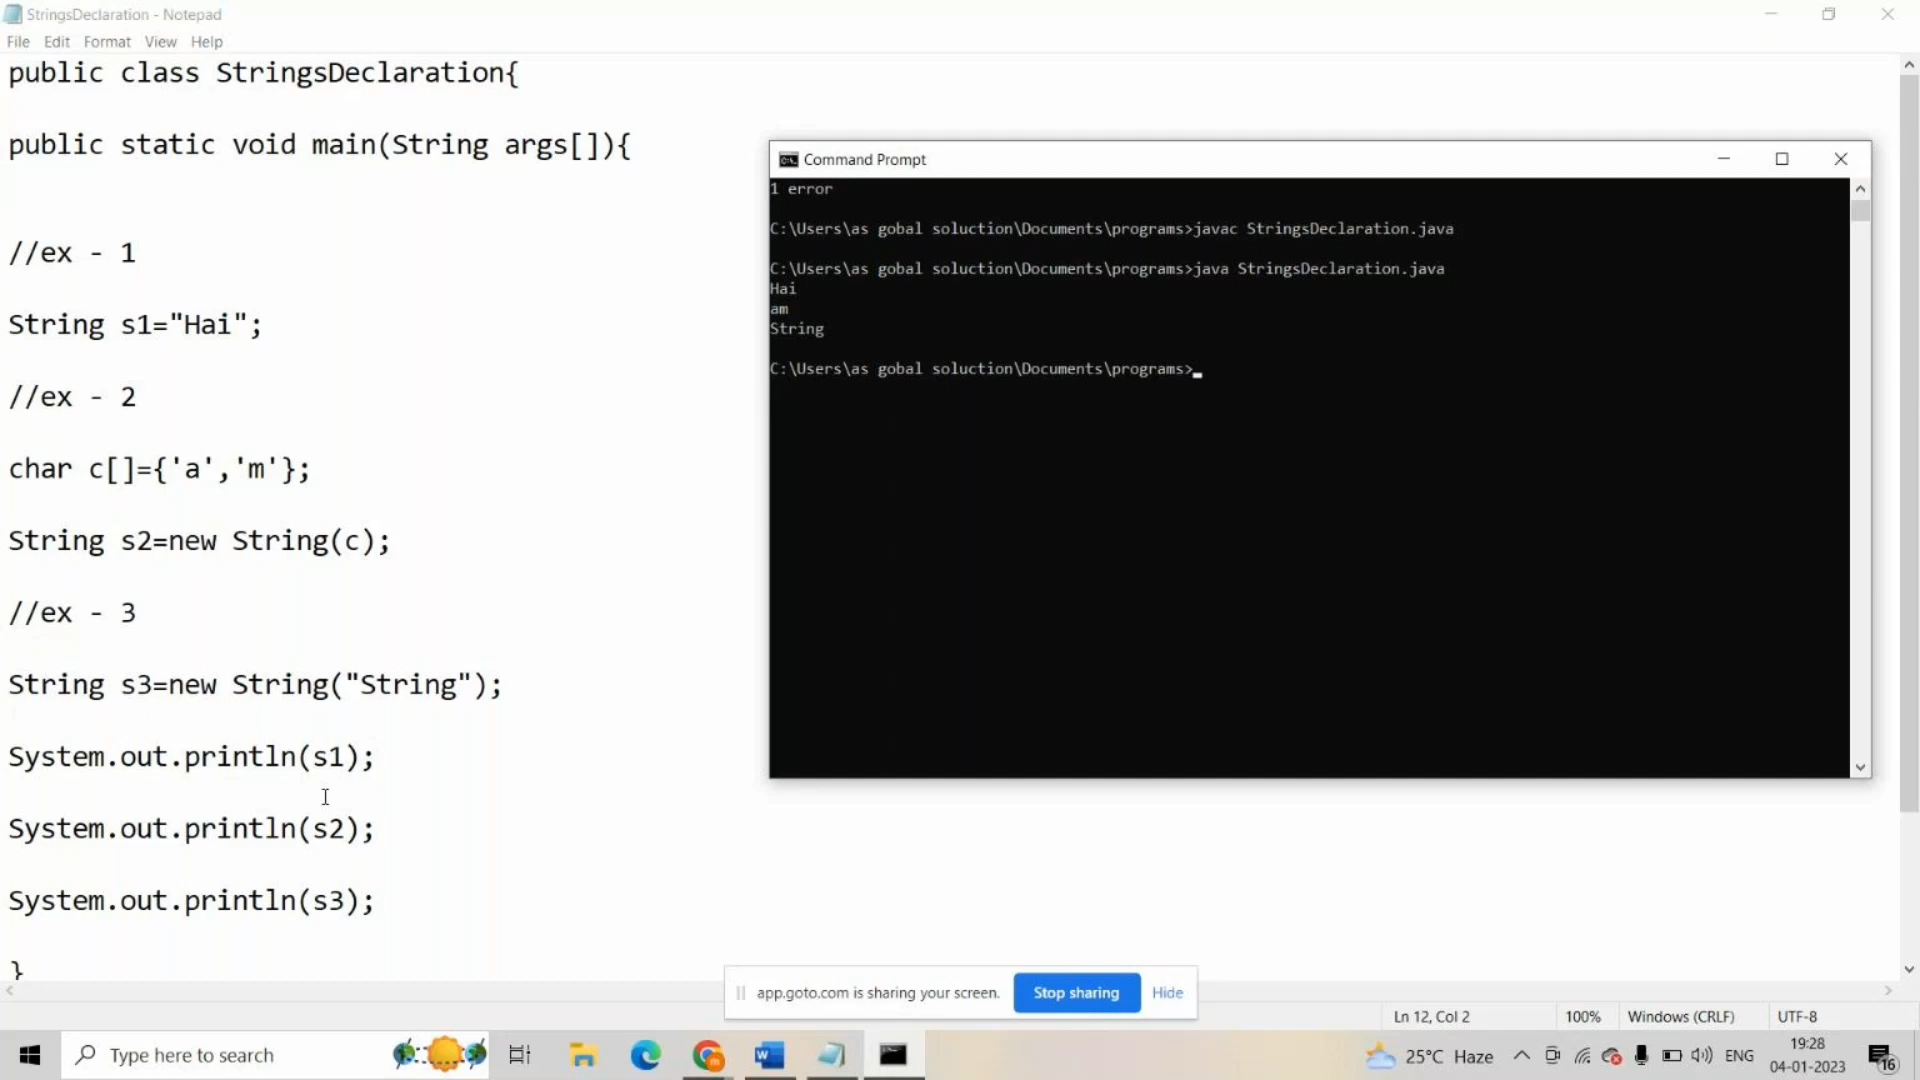 StringsDeclaration - Notepad
File Edit Format View Help
public class StringsDeclaration{
public static void main(String args[]){
//ex - 1
String s1="Hai";
//ex - 2
char c[]={'a','m'};
String s2=new String(c);
//ex - 3
String s3=new String("String");
System.out.println(s1);
System.out.println(s2);
System.out.println(s3);
}
Command Prompt
1 error
C:\Users\as gobal soluction\Documents\programs>javac StringsDeclaration.java
C:\Users\as gobal soluction\Documents\programs>java StringsDeclaration.java
Hai
am
String
C:\Users\as gobal soluction\Documents\programs>
app.goto.com is sharing your screen. Stop sharing Hide
Ln 12, Col 2 100% Windows (CRLF) UTF-8
Type here to search
25°C Haze
ENG
19:28
04-01-2023
16